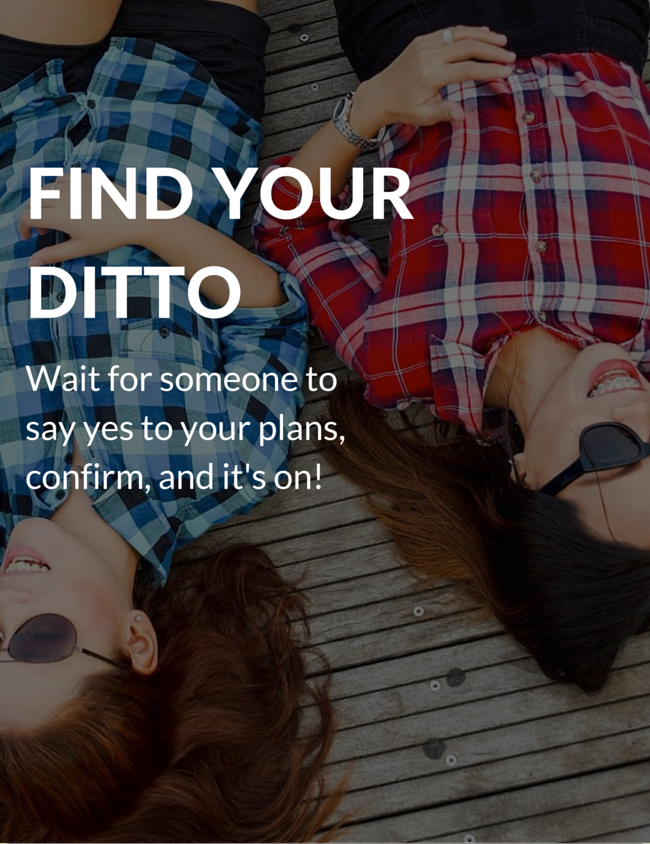 FIND YOUR
DITTO
Wait for someone to
say yes to your plans,
confirm, and it's on!